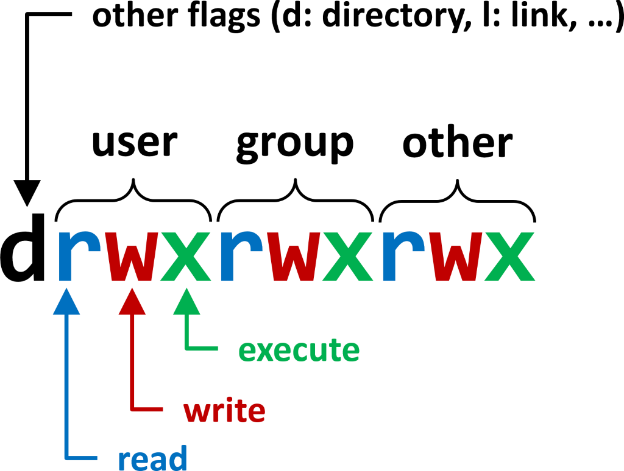 other flags (d: directory, l: link, …)
user group other
drwxrwxrwx
execute
write
read